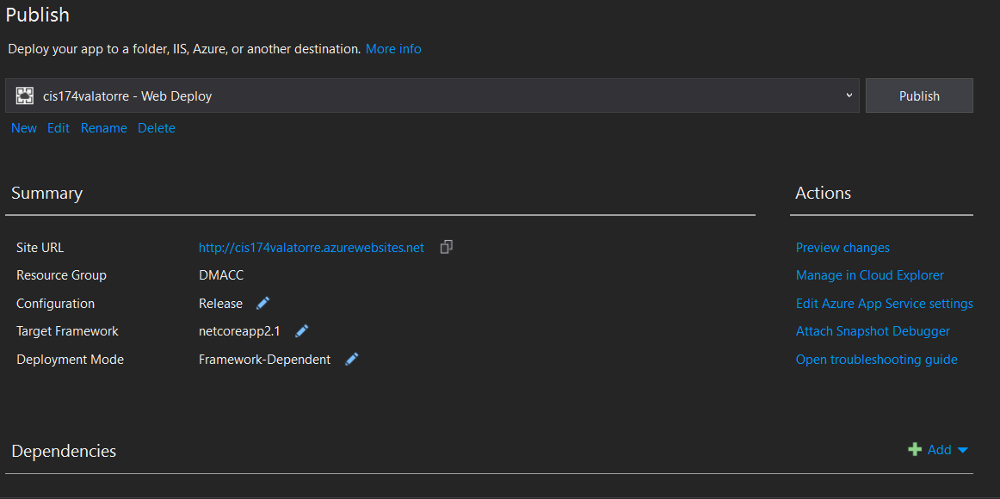 Publish
Deploy your app to a folder, IIS, Azure, or another destination. More info
cis174valatorre - Web Deploy
Publish
New Edit Rename Delete
Summary
Site URL http://cis174valatorre.azurewebsites.net
Resource Group DMACC
Configuration Release
Target Framework netcoreapp2.1
Deployment Mode Framework-Dependent
Actions
Preview changes
Manage in Cloud Explorer
Edit Azure App Service settings
Attach Snapshot Debugger
Open troubleshooting guide
Dependencies
Add